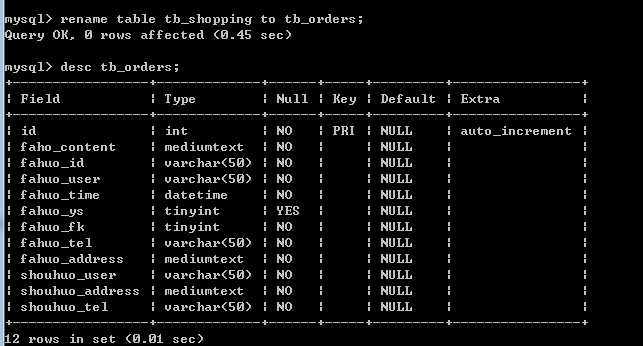 mysql> rename table tb_shopping to tb_orders;
Query OK, 0 rows affected (0.45 sec)
mysql> desc tb_orders;
+-----------------+-------------+------+-----+---------+----------------+
| Field           | Type        | Null | Key | Default | Extra          |
+-----------------+-------------+------+-----+---------+----------------+
| id              | int         | NO   | PRI | NULL    | auto_increment |
| faho_content    | mediumtext  | NO   |     | NULL    |                |
| fahuo_id        | varchar(50) | NO   |     | NULL    |                |
| fahuo_user      | varchar(50) | NO   |     | NULL    |                |
| fahuo_time      | datetime    | NO   |     | NULL    |                |
| fahuo_ys        | tinyint     | YES  |     | NULL    |                |
| fahuo_fk        | tinyint     | NO   |     | NULL    |                |
| fahuo_tel       | varchar(50) | NO   |     | NULL    |                |
| fahuo_address   | mediumtext  | NO   |     | NULL    |                |
| shouhuo_user    | varchar(50) | NO   |     | NULL    |                |
| shouhuo_address | mediumtext  | NO   |     | NULL    |                |
| shouhuo_tel     | varchar(50) | NO   |     | NULL    |                |
+-----------------+-------------+------+-----+---------+----------------+
12 rows in set (0.01 sec)